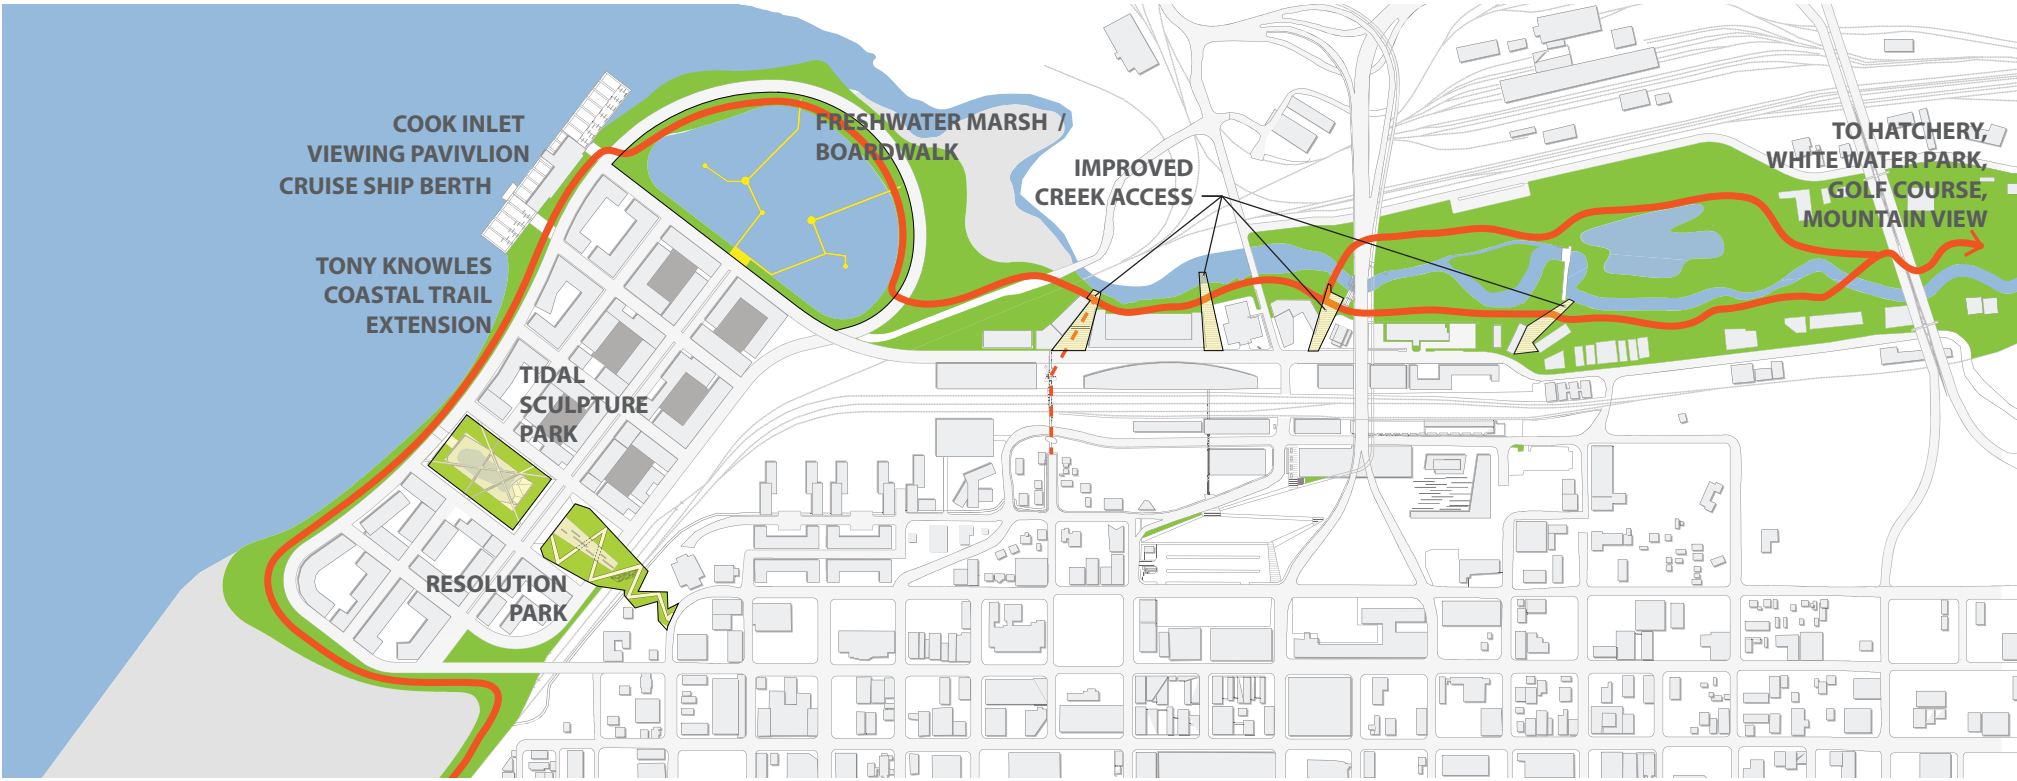 COOK INLET
VIEWING PAVIVLION
CRUISE SHIP BERTH
TONY KNOWLES
COASTAL TRAIL
EXTENSION
TIDAL
SCULPTURE
PARK
RESOLUTION
PARK
FRESHWATER MARSH /
BOARDWALK
IMPROVED
CREEK ACCESS
TO HATCHERY,
WHITE WATER PARK,
GOLF COURSE,
MOUNTAIN VIEW